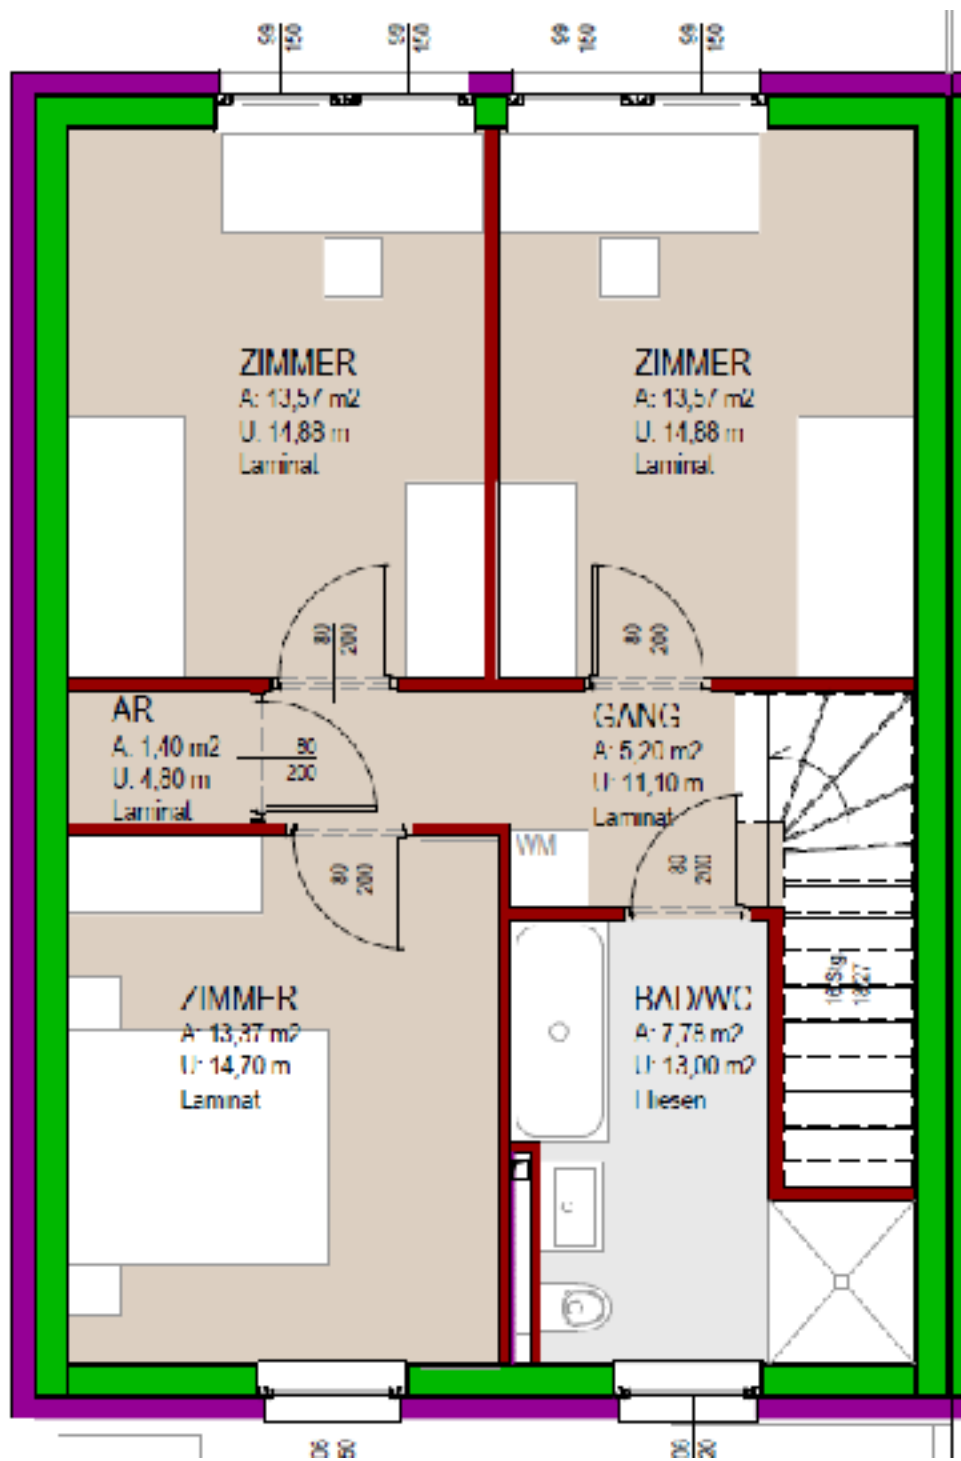 ZIMMER
A: 13,57 m2
U: 14,88 m
Laminat
ZIMMER
A: 13,57 m2
U: 14,88 m
Laminat
80
200
80
200
AR
A: 1,40 m2
U: 4,80 m
Laminat
80
200
GANG
A: 5,20 m2
U: 11,10 m
Laminat
WM
80
200
80
200
ZIMMER
A: 13,37 m2
U: 14,70 m
Laminat
BAD/WC
A: 7,78 m2
U: 13,00 m2
Fliesen